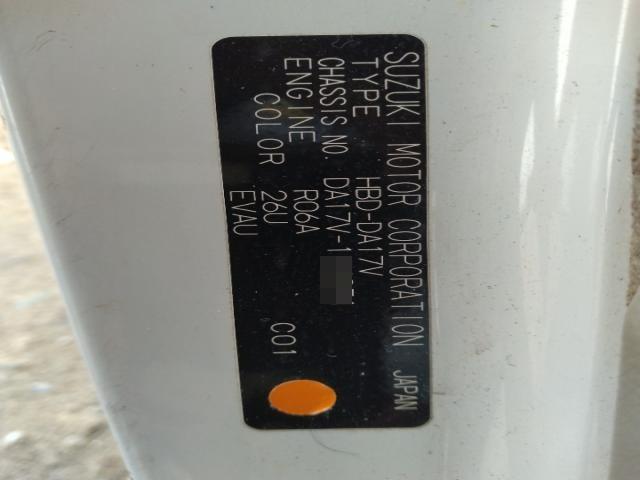 SUZUKI MOTOR CORPORATION JAPAN
TYPE HBD-DA17V
CHASSIS NO. DA17V-1
ENGINE R06A
COLOR 26U C01
EVAU